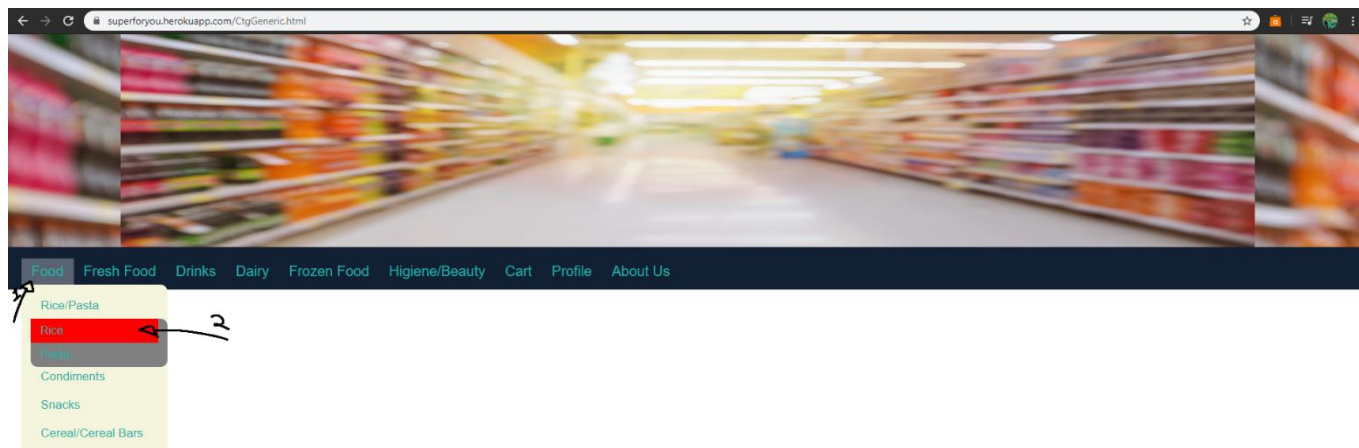 superforyou.herokuapp.com/CtgGeneric.html
Food Fresh Food Drinks Dairy Frozen Food Higiene/Beauty Cart Profile About Us
Rice/Pasta
Rice
2
Pasta
Condiments
Snacks
Cereal/Cereal Bars